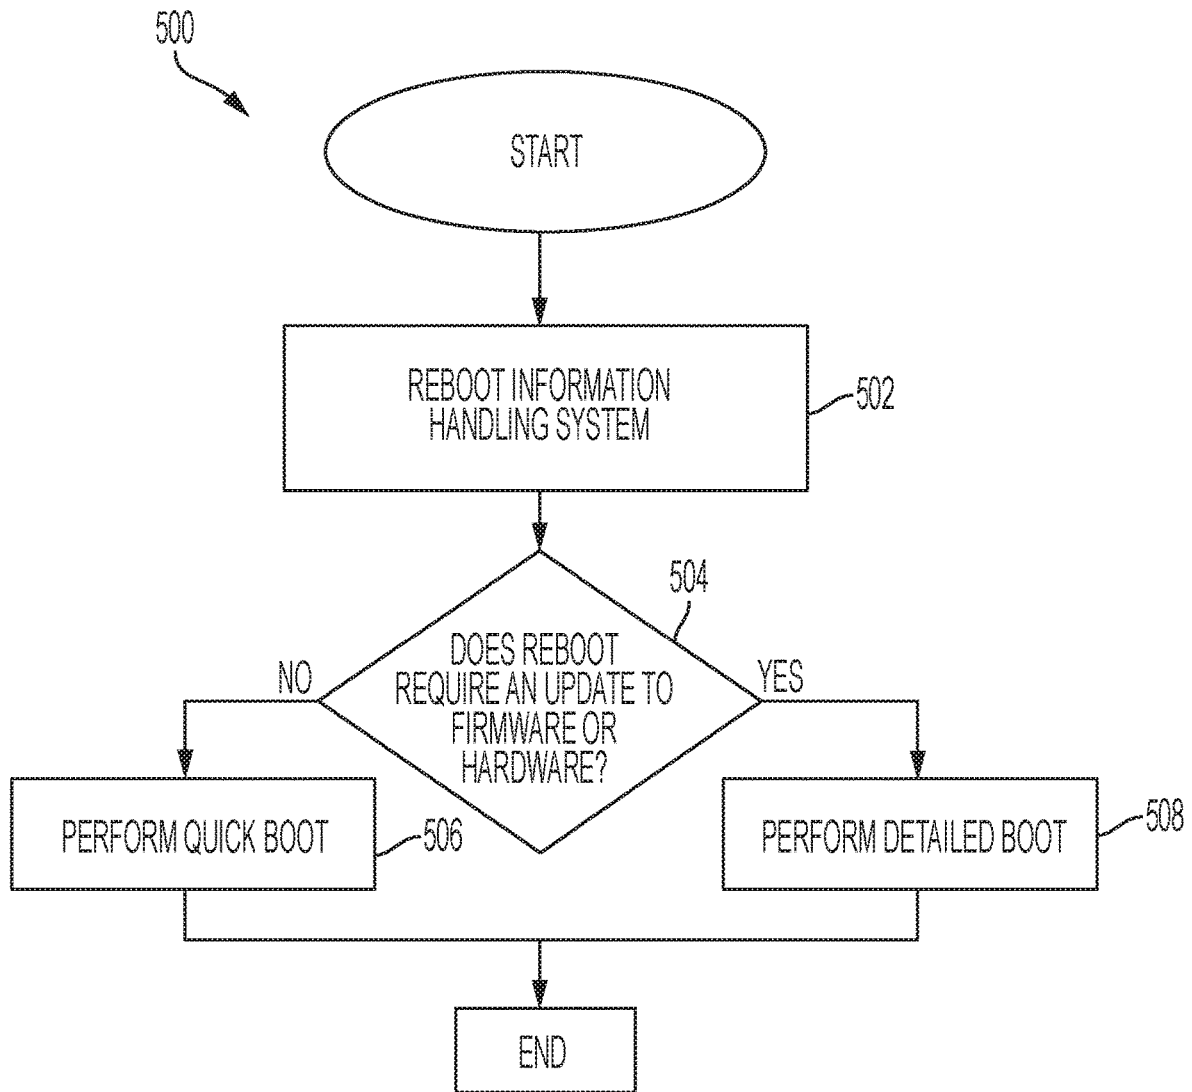 500
START
REBOOT INFORMATION
HANDLING SYSTEM
502
504
DOES REBOOT
REQUIRE AN UPDATE TO
FIRMWARE OR
HARDWARE?
NO
YES
PERFORM QUICK BOOT
506
PERFORM DETAILED BOOT
508
END